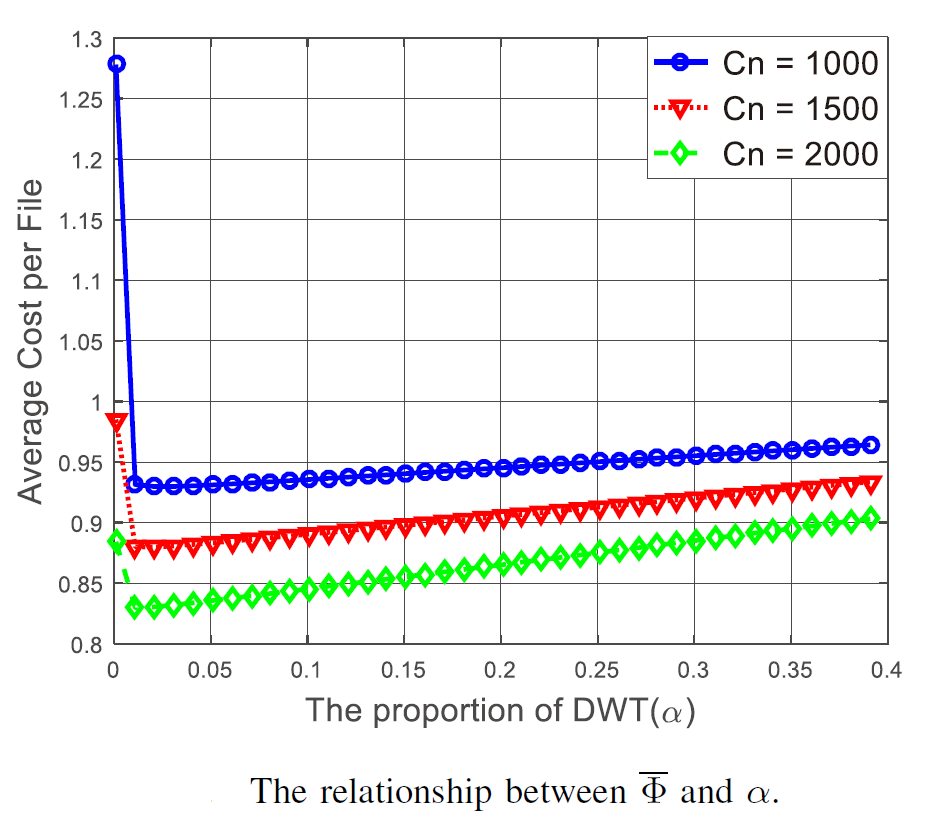 1.3
1.25
1.2
1.15
1.1
1.05
1
0.95
0.9
0.85
0.8
Average Cost per File
Cn = 1000
Cn = 1500
Cn = 2000
0 0.05 0.1 0.15 0.2 0.25 0.3 0.35 0.4
The proportion of DWT(α)
The relationship between Φ̅ and α.